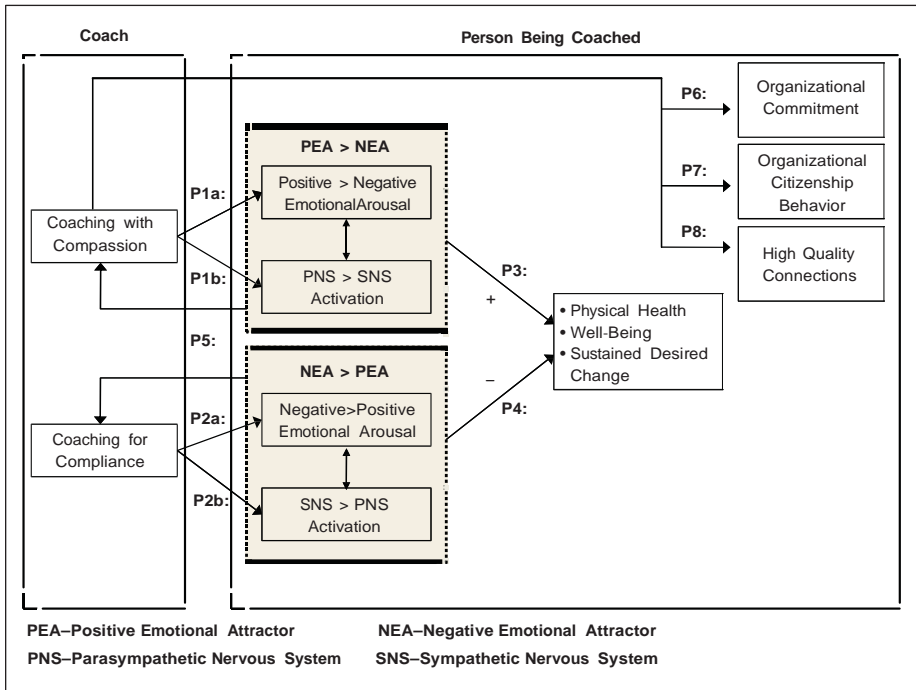 Coach
Person Being Coached
P6:
Organizational
Commitment
PEA > NEA
P1a:
Positive > Negative
EmotionalArousal
P7:
Organizational
Citizenship
Behavior
Coaching with
Compassion
P8:
High Quality
Connections
P1b:
PNS > SNS
Activation
P3:
+
• Physical Health
• Well-Being
• Sustained Desired
Change
P5:
NEA > PEA
–
P4:
P2a:
Negative>Positive
Emotional Arousal
Coaching for
Compliance
P2b:
SNS > PNS
Activation
PEA–Positive Emotional Attractor
NEA–Negative Emotional Attractor
PNS–Parasympathetic Nervous System
SNS–Sympathetic Nervous System